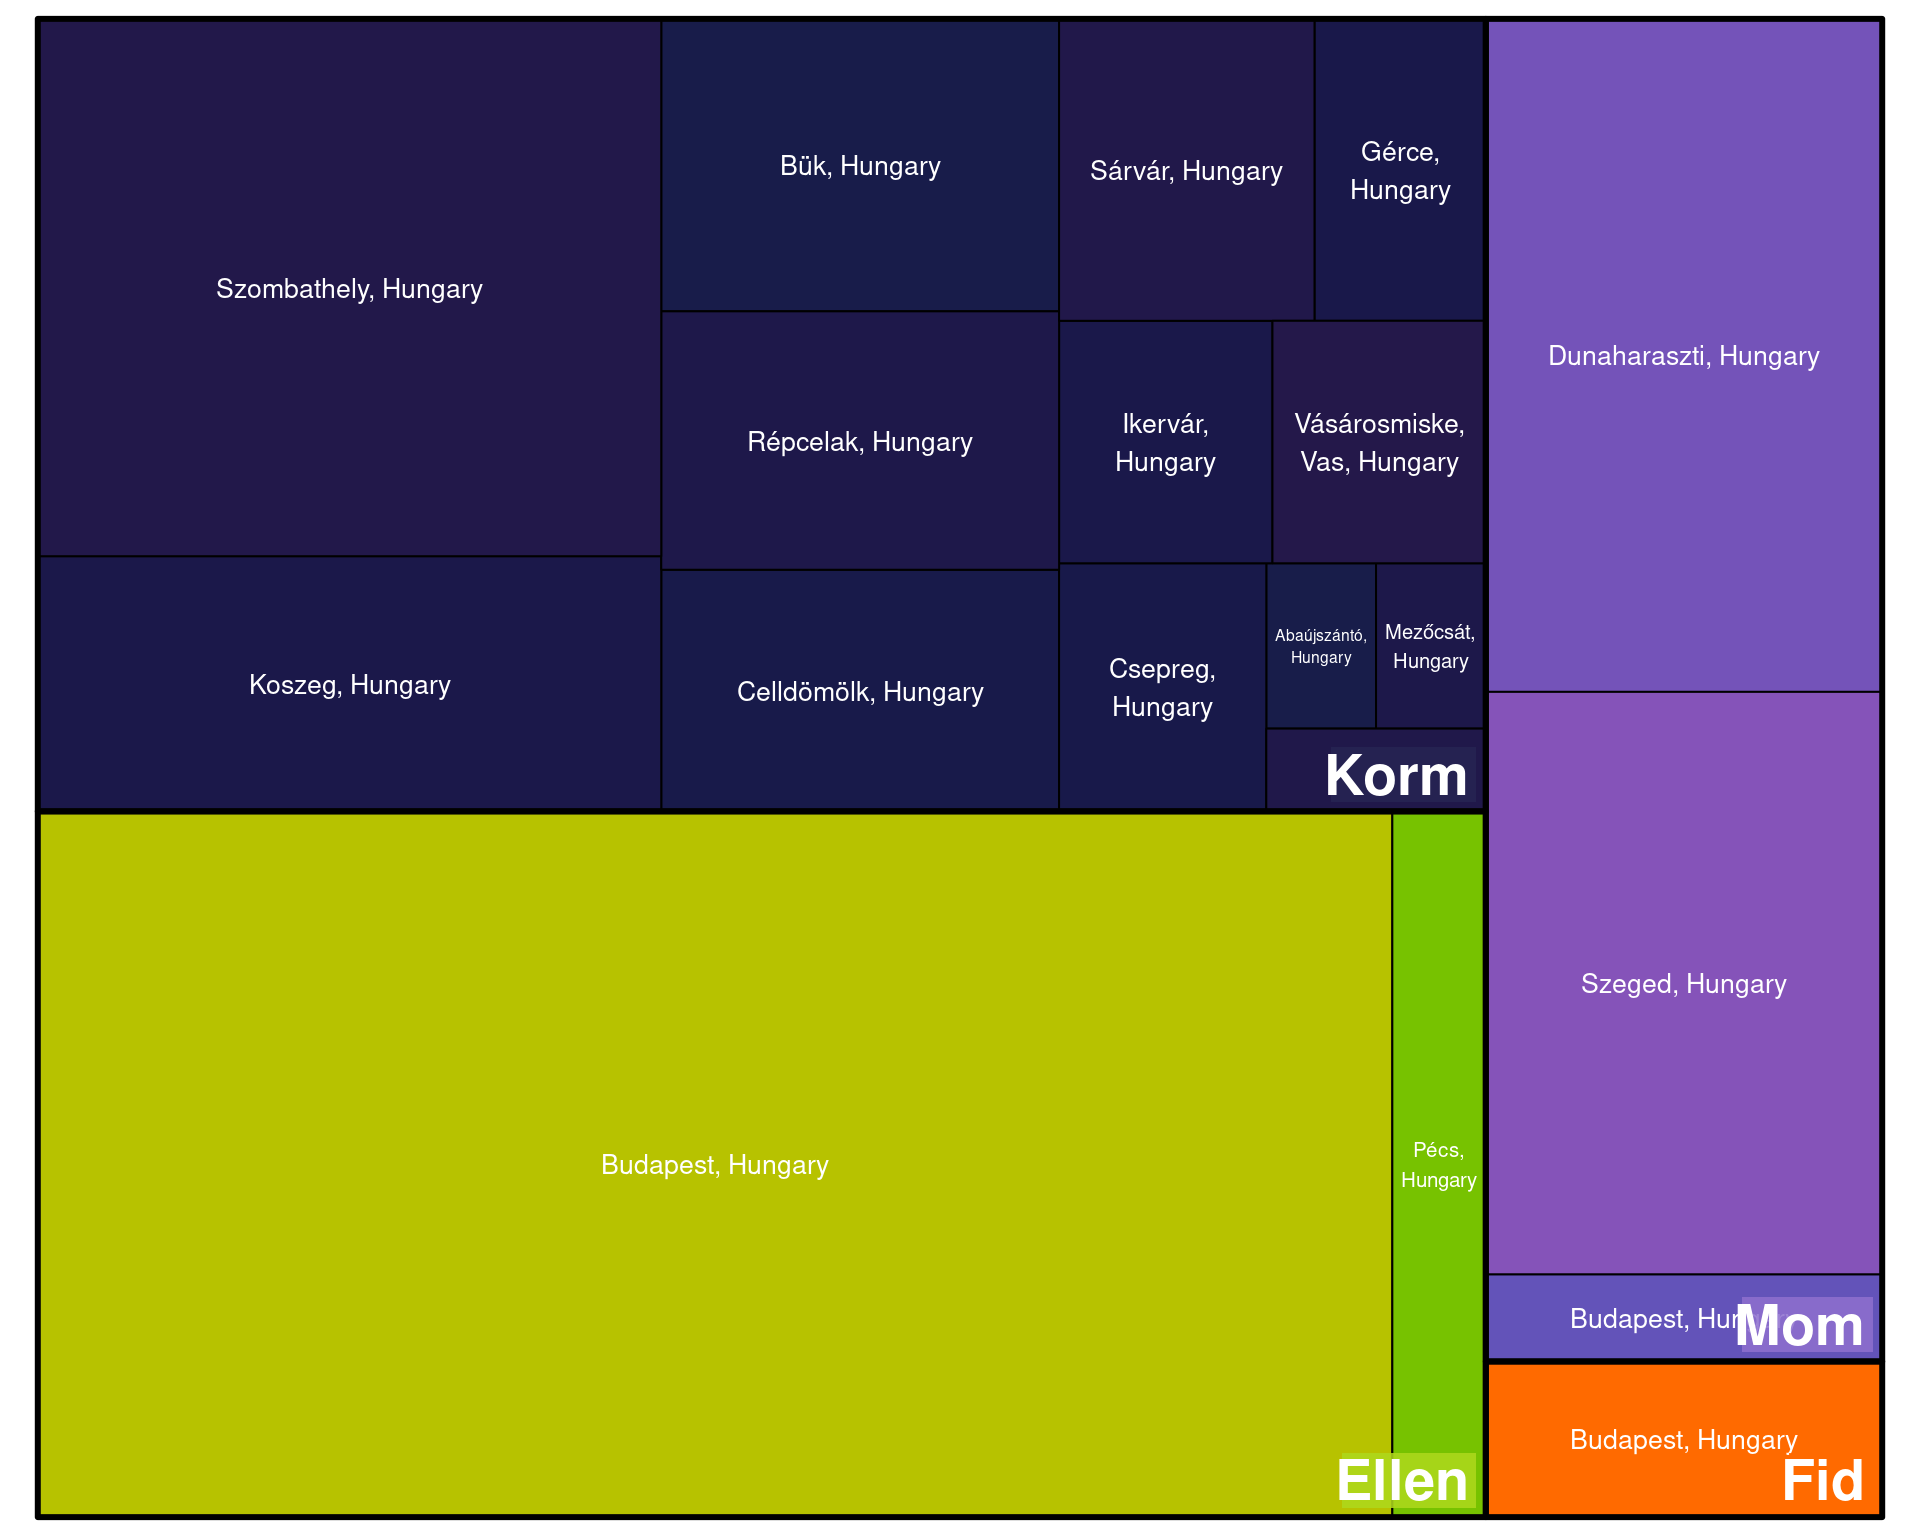 Szombathely, Hungary
Koszeg, Hungary
Bük, Hungary
Répcelak, Hungary
Celldömölk, Hungary
Sárvár, Hungary
Gérce,
Hungary
Ikervár,
Hungary
Vásárosmiske,
Vas, Hungary
Csepreg,
Hungary
Abaújszántó,
Hungary
Mezőcsát,
Hungary
Korm
Budapest, Hungary
Pécs,
Hungary
Ellen
Dunaharaszti, Hungary
Szeged, Hungary
Budapest,
Mom
Budapest, Hungary
Fid